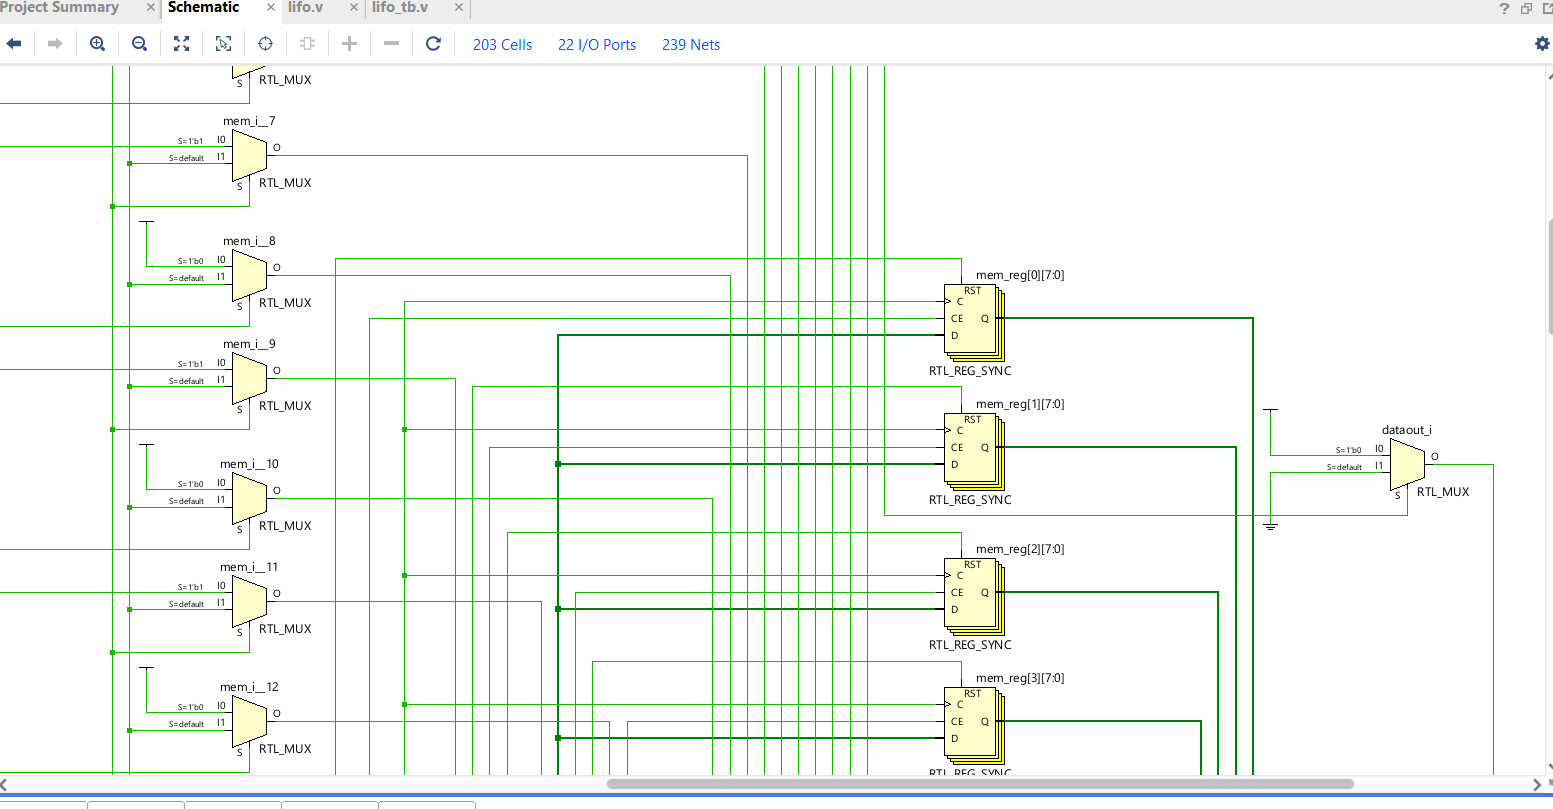 Project Summary × Schematic × lifo.v × lifo_tb.v ×
?
203 Cells 22 I/O Ports 239 Nets
S
RTL_MUX
mem_i__7
S=1'b1 I0
S=default I1
O
S
RTL_MUX
mem_i__8
S=1'b0 I0
S=default I1
O
S
RTL_MUX
mem_i__9
S=1'b1 I0
S=default I1
O
S
RTL_MUX
mem_i__10
S=1'b0 I0
S=default I1
O
S
RTL_MUX
mem_i__11
S=1'b1 I0
S=default I1
O
S
RTL_MUX
mem_i__12
S=1'b0 I0
S=default I1
O
S
RTL_MUX
mem_reg[0][7:0]
RST
C
CE Q
D
RTL_REG_SYNC
mem_reg[1][7:0]
RST
C
CE Q
D
RTL_REG_SYNC
mem_reg[2][7:0]
RST
C
CE Q
D
RTL_REG_SYNC
mem_reg[3][7:0]
RST
C
CE Q
D
RTL_REG_SYNC
dataout_i
S=1'b0 I0
S=default I1
O
S
RTL_MUX